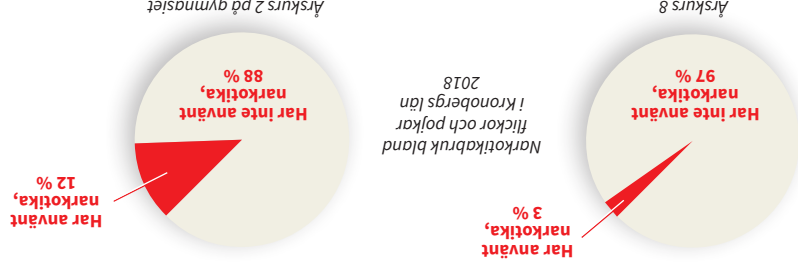 Årskurs 8
Har inte använt
narkotika,
97 %
Har använt
narkotika,
3 %
Narkotikabruk bland
flickor och pojkar
i Kronobergs län
2018
Årskurs 2 på gymnasiet
Har inte använt
narkotika,
88 %
Har använt
narkotika,
12 %